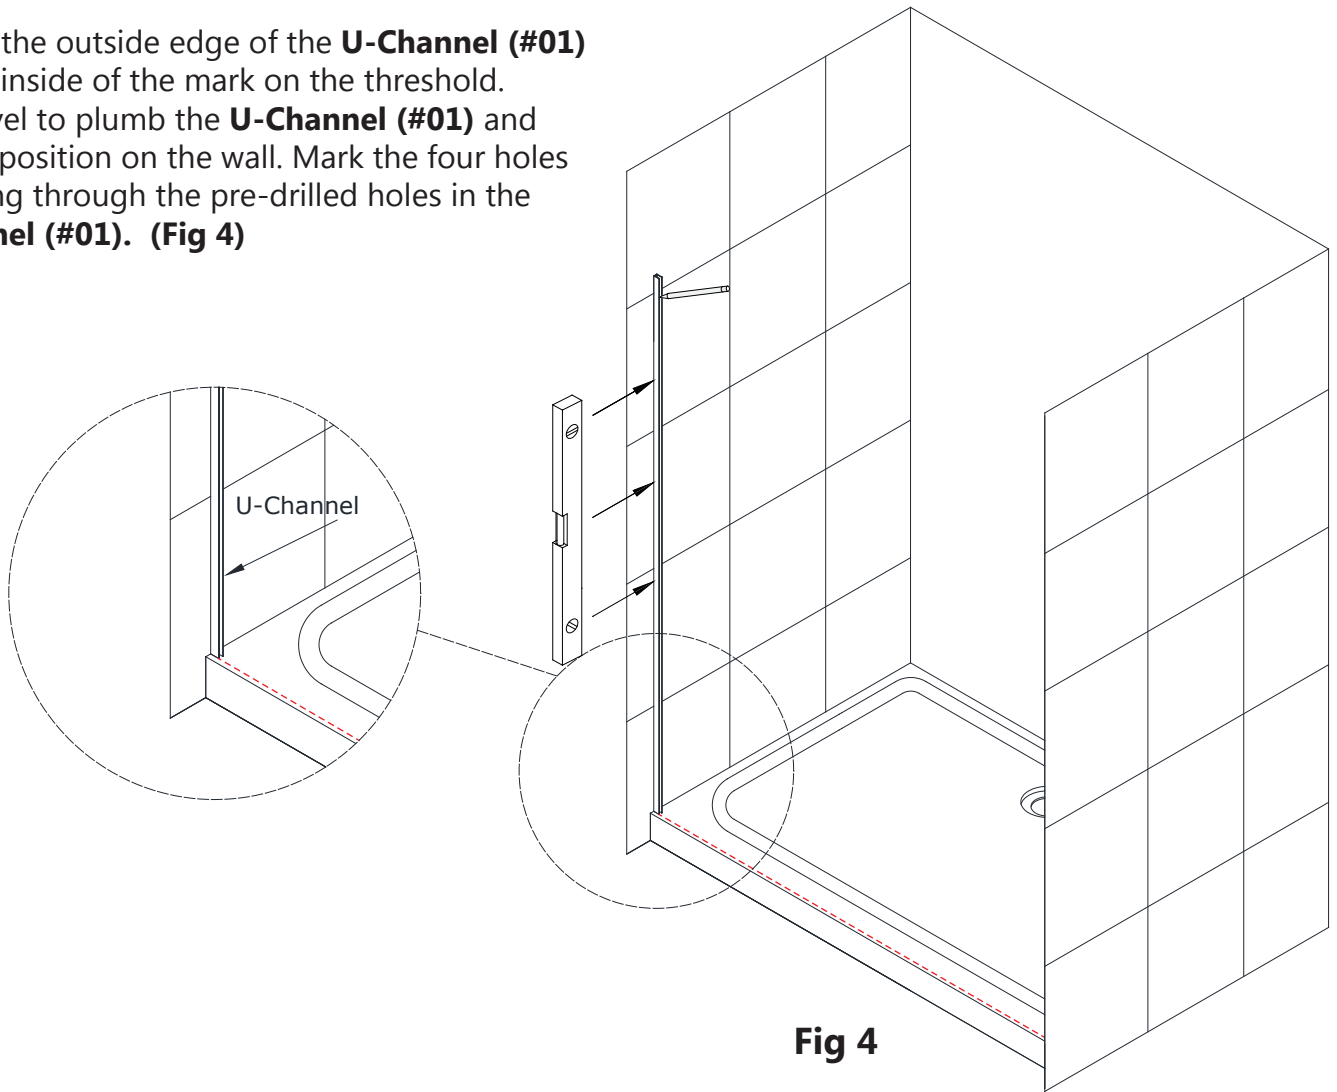 the outside edge of the U-Channel (#01)
inside of the mark on the threshold.
vel to plumb the U-Channel (#01) and
position on the wall. Mark the four holes
ng through the pre-drilled holes in the
nel (#01). (Fig 4)
U-Channel
Fig 4